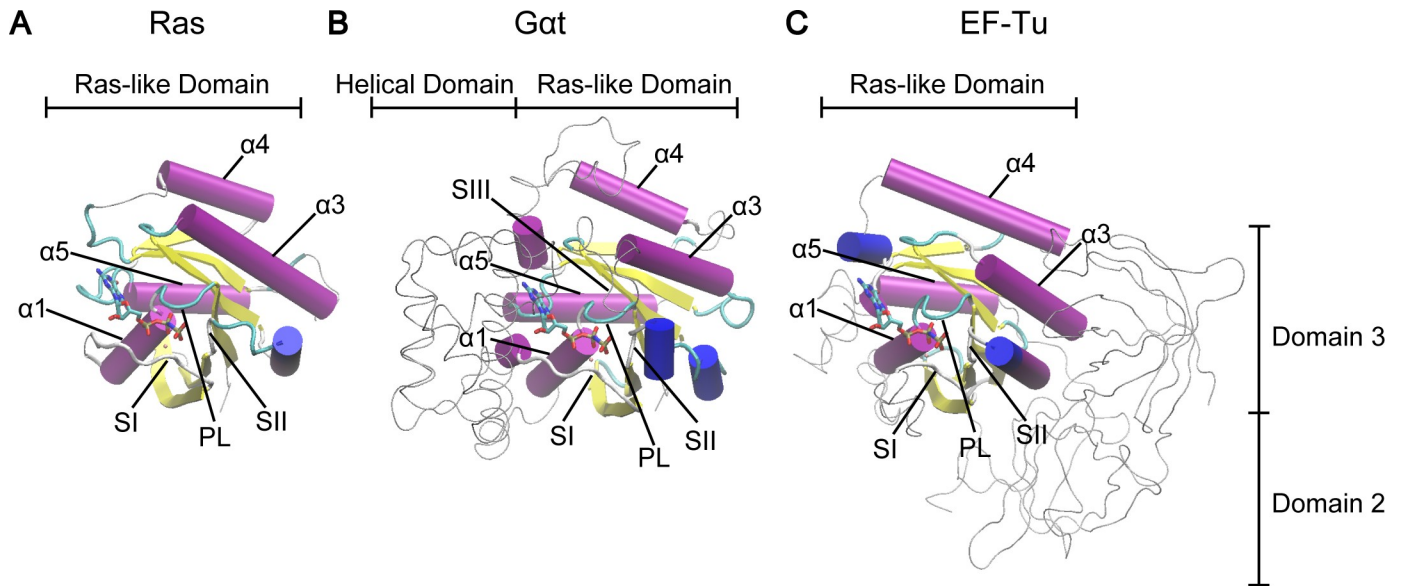 A
Ras
Ras-like Domain
α4
α3
α5
α1
SI
PL
SII
B
Gαt
Helical Domain
Ras-like Domain
α4
SIII
α3
α5
α1
SI
SII
PL
C
EF-Tu
Ras-like Domain
α4
α3
α5
α1
SI
PL
SII
Domain 3
Domain 2